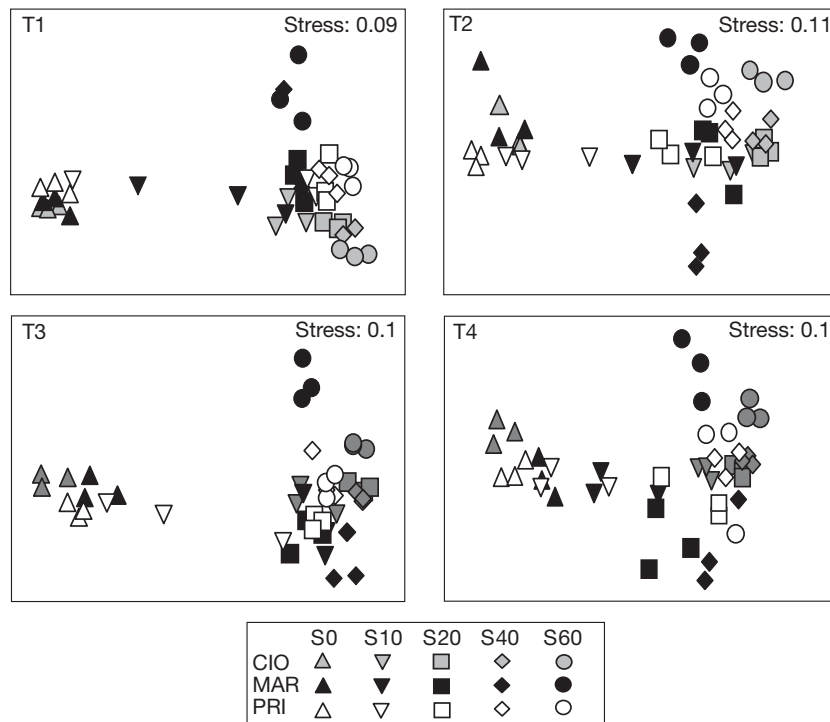 T1 Stress: 0.09
T2 Stress: 0.11
T3 Stress: 0.1
T4 Stress: 0.1
S0 S10 S20 S40 S60
CIO
MAR
PRI